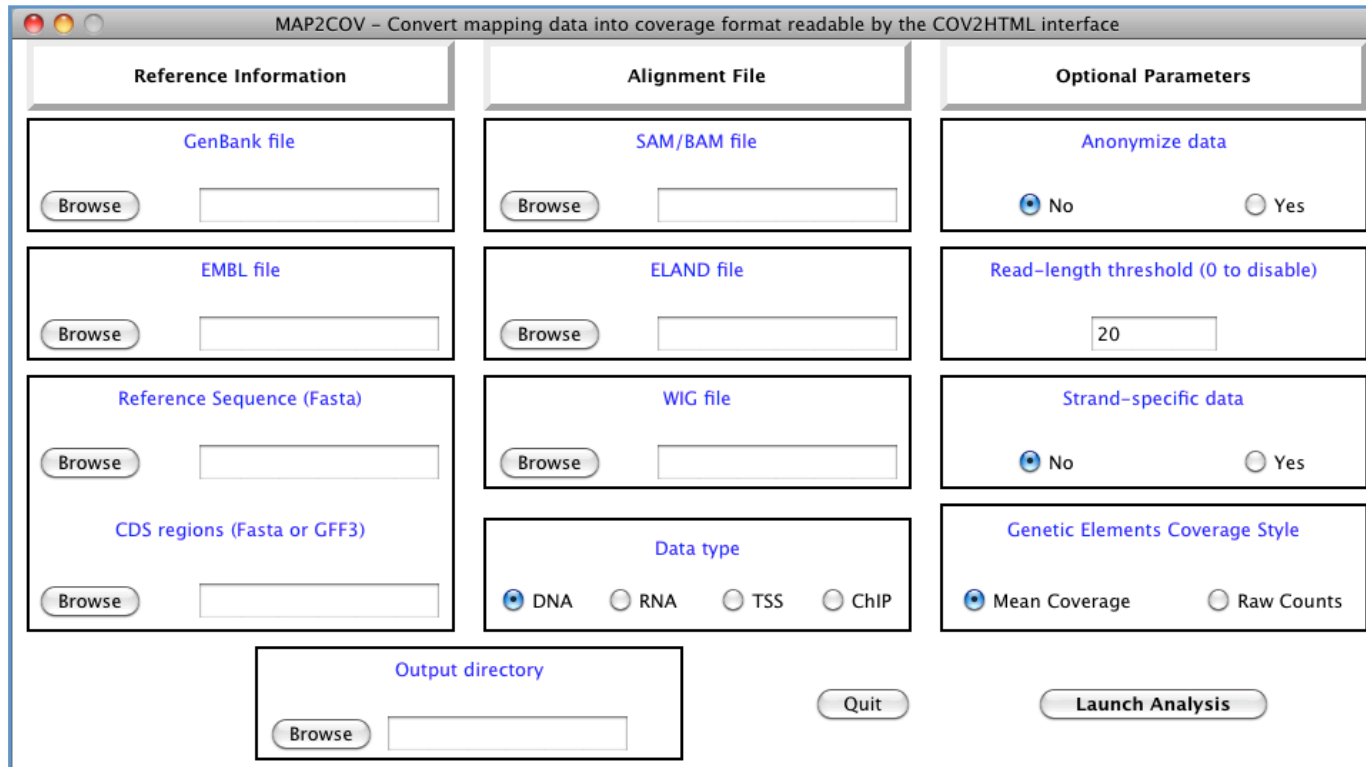 MAP2COV – Convert mapping data into coverage format readable by the COV2HTML interface
Reference Information
GenBank file
Browse
EMBL file
Browse
Reference Sequence (Fasta)
Browse
CDS regions (Fasta or GFF3)
Browse
Alignment File
SAM/BAM file
Browse
ELAND file
Browse
WIG file
Browse
Data type
DNA RNA TSS ChIP
Optional Parameters
Anonymize data
No Yes
Read-length threshold (0 to disable)
20
Strand-specific data
No Yes
Genetic Elements Coverage Style
Mean Coverage Raw Counts
Output directory
Browse
Quit
Launch Analysis